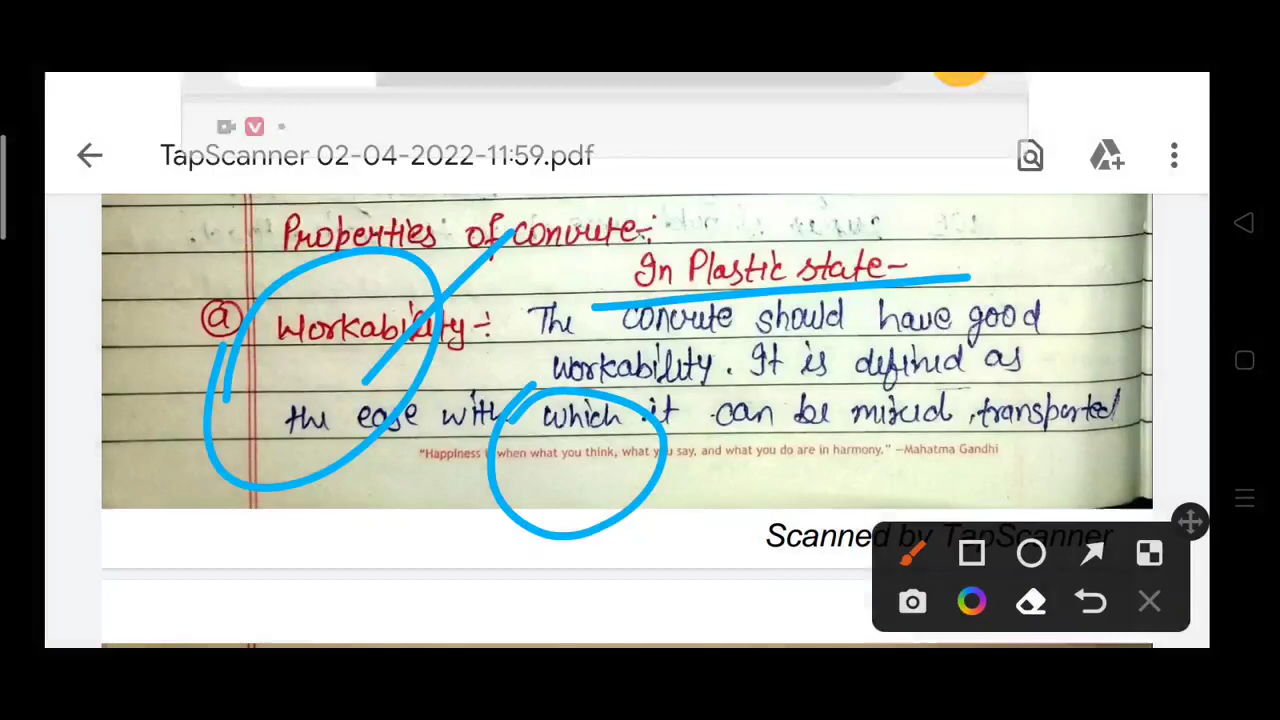 TapScanner 02-04-2022-11:59.pdf
Properties of concrete:
In Plastic state-
(a) Workability:- The concrete should have good
workability. It is defined as
the ease with which it can be mixed, transported
"Happiness is when what you think, what you say, and what you do are in harmony." —Mahatma Gandhi
Scanned by TapScanner